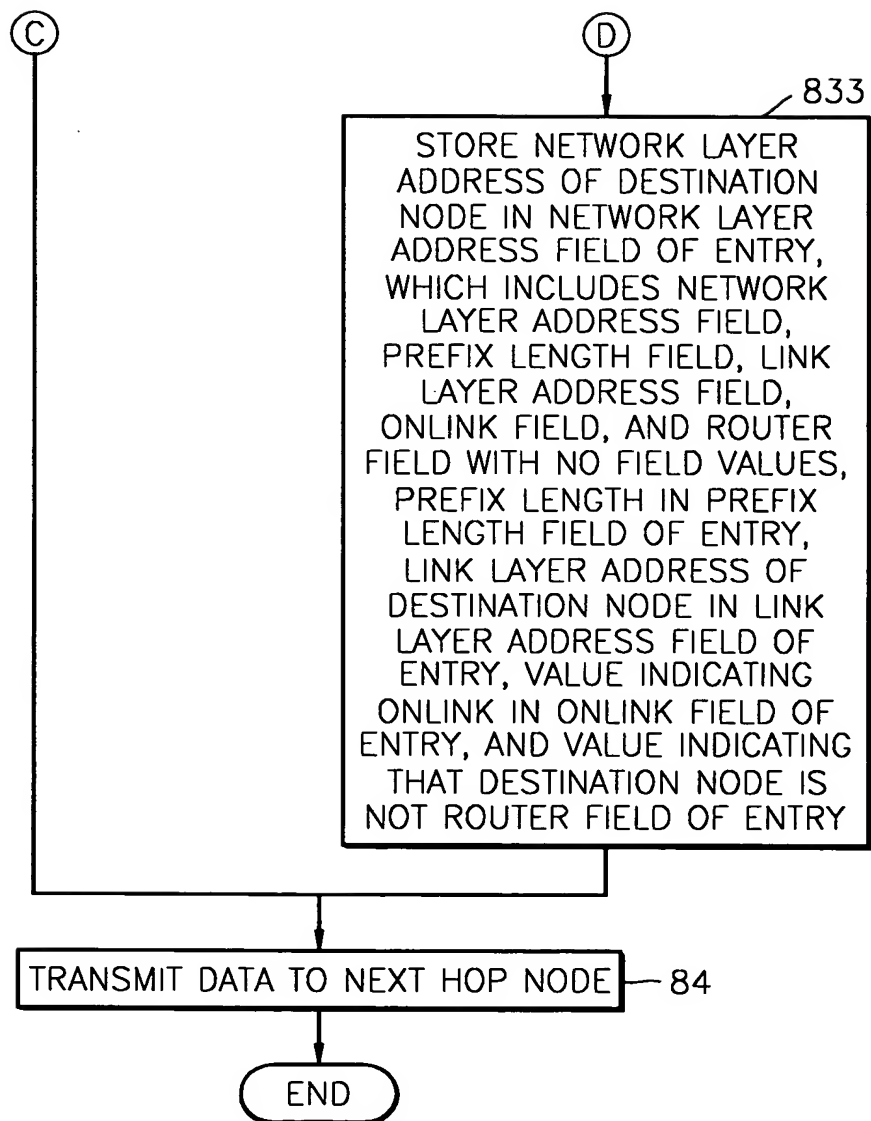 C
D
833
STORE NETWORK LAYER
ADDRESS OF DESTINATION
NODE IN NETWORK LAYER
ADDRESS FIELD OF ENTRY,
WHICH INCLUDES NETWORK
LAYER ADDRESS FIELD,
PREFIX LENGTH FIELD, LINK
LAYER ADDRESS FIELD,
ONLINK FIELD, AND ROUTER
FIELD WITH NO FIELD VALUES,
PREFIX LENGTH IN PREFIX
LENGTH FIELD OF ENTRY,
LINK LAYER ADDRESS OF
DESTINATION NODE IN LINK
LAYER ADDRESS FIELD OF
ENTRY, VALUE INDICATING
ONLINK IN ONLINK FIELD OF
ENTRY, AND VALUE INDICATING
THAT DESTINATION NODE IS
NOT ROUTER FIELD OF ENTRY
TRANSMIT DATA TO NEXT HOP NODE
84
END